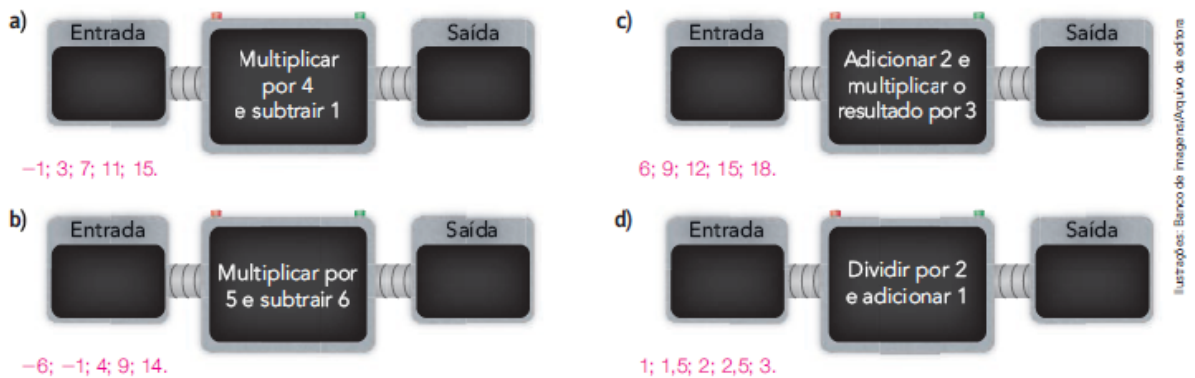 a)
Entrada
Multiplicar
por 4
e subtrair 1
Saída
−1; 3; 7; 11; 15.
b)
Entrada
Multiplicar por
5 e subtrair 6
Saída
−6; −1; 4; 9; 14.
c)
Entrada
Adicionar 2 e
multiplicar o
resultado por 3
Saída
6; 9; 12; 15; 18.
d)
Entrada
Dividir por 2
e adicionar 1
Saída
1; 1,5; 2; 2,5; 3.
Ilustrações: Banco de imagens/Arquivo da editora